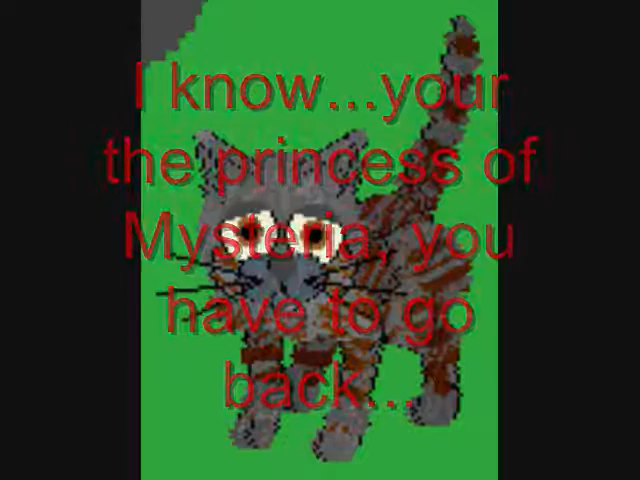 I know...your
the princess of
Mysteria, you
have to go
back...